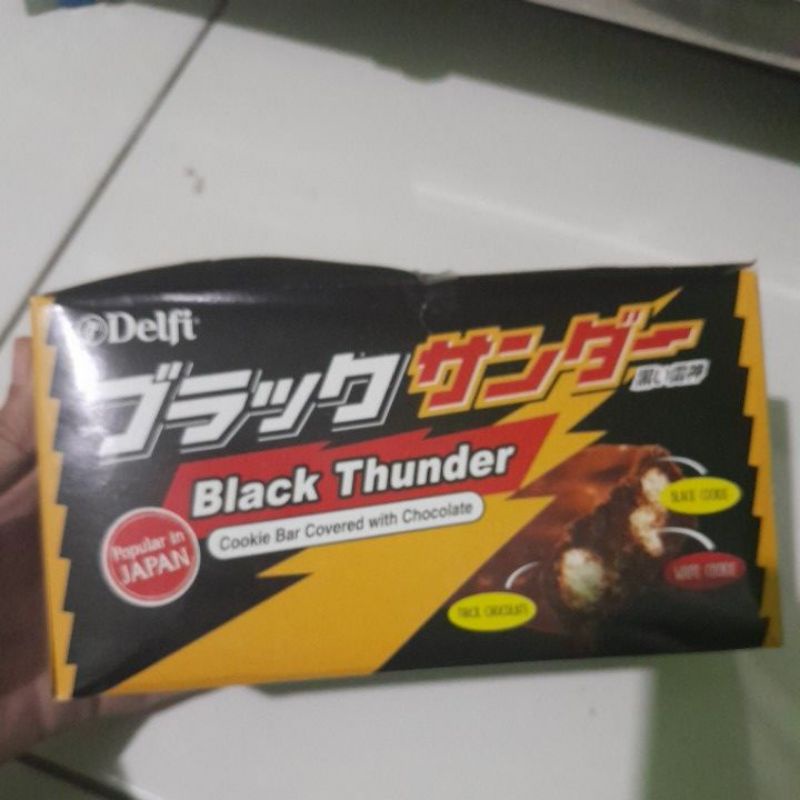 Delfi
ブラックサンダー
黒い雷神
Black Thunder
Cookie Bar Covered with Chocolate
Popular in
JAPAN
BLACK COOKIE
WHITE COOKIE
THICK CHOCOLATE